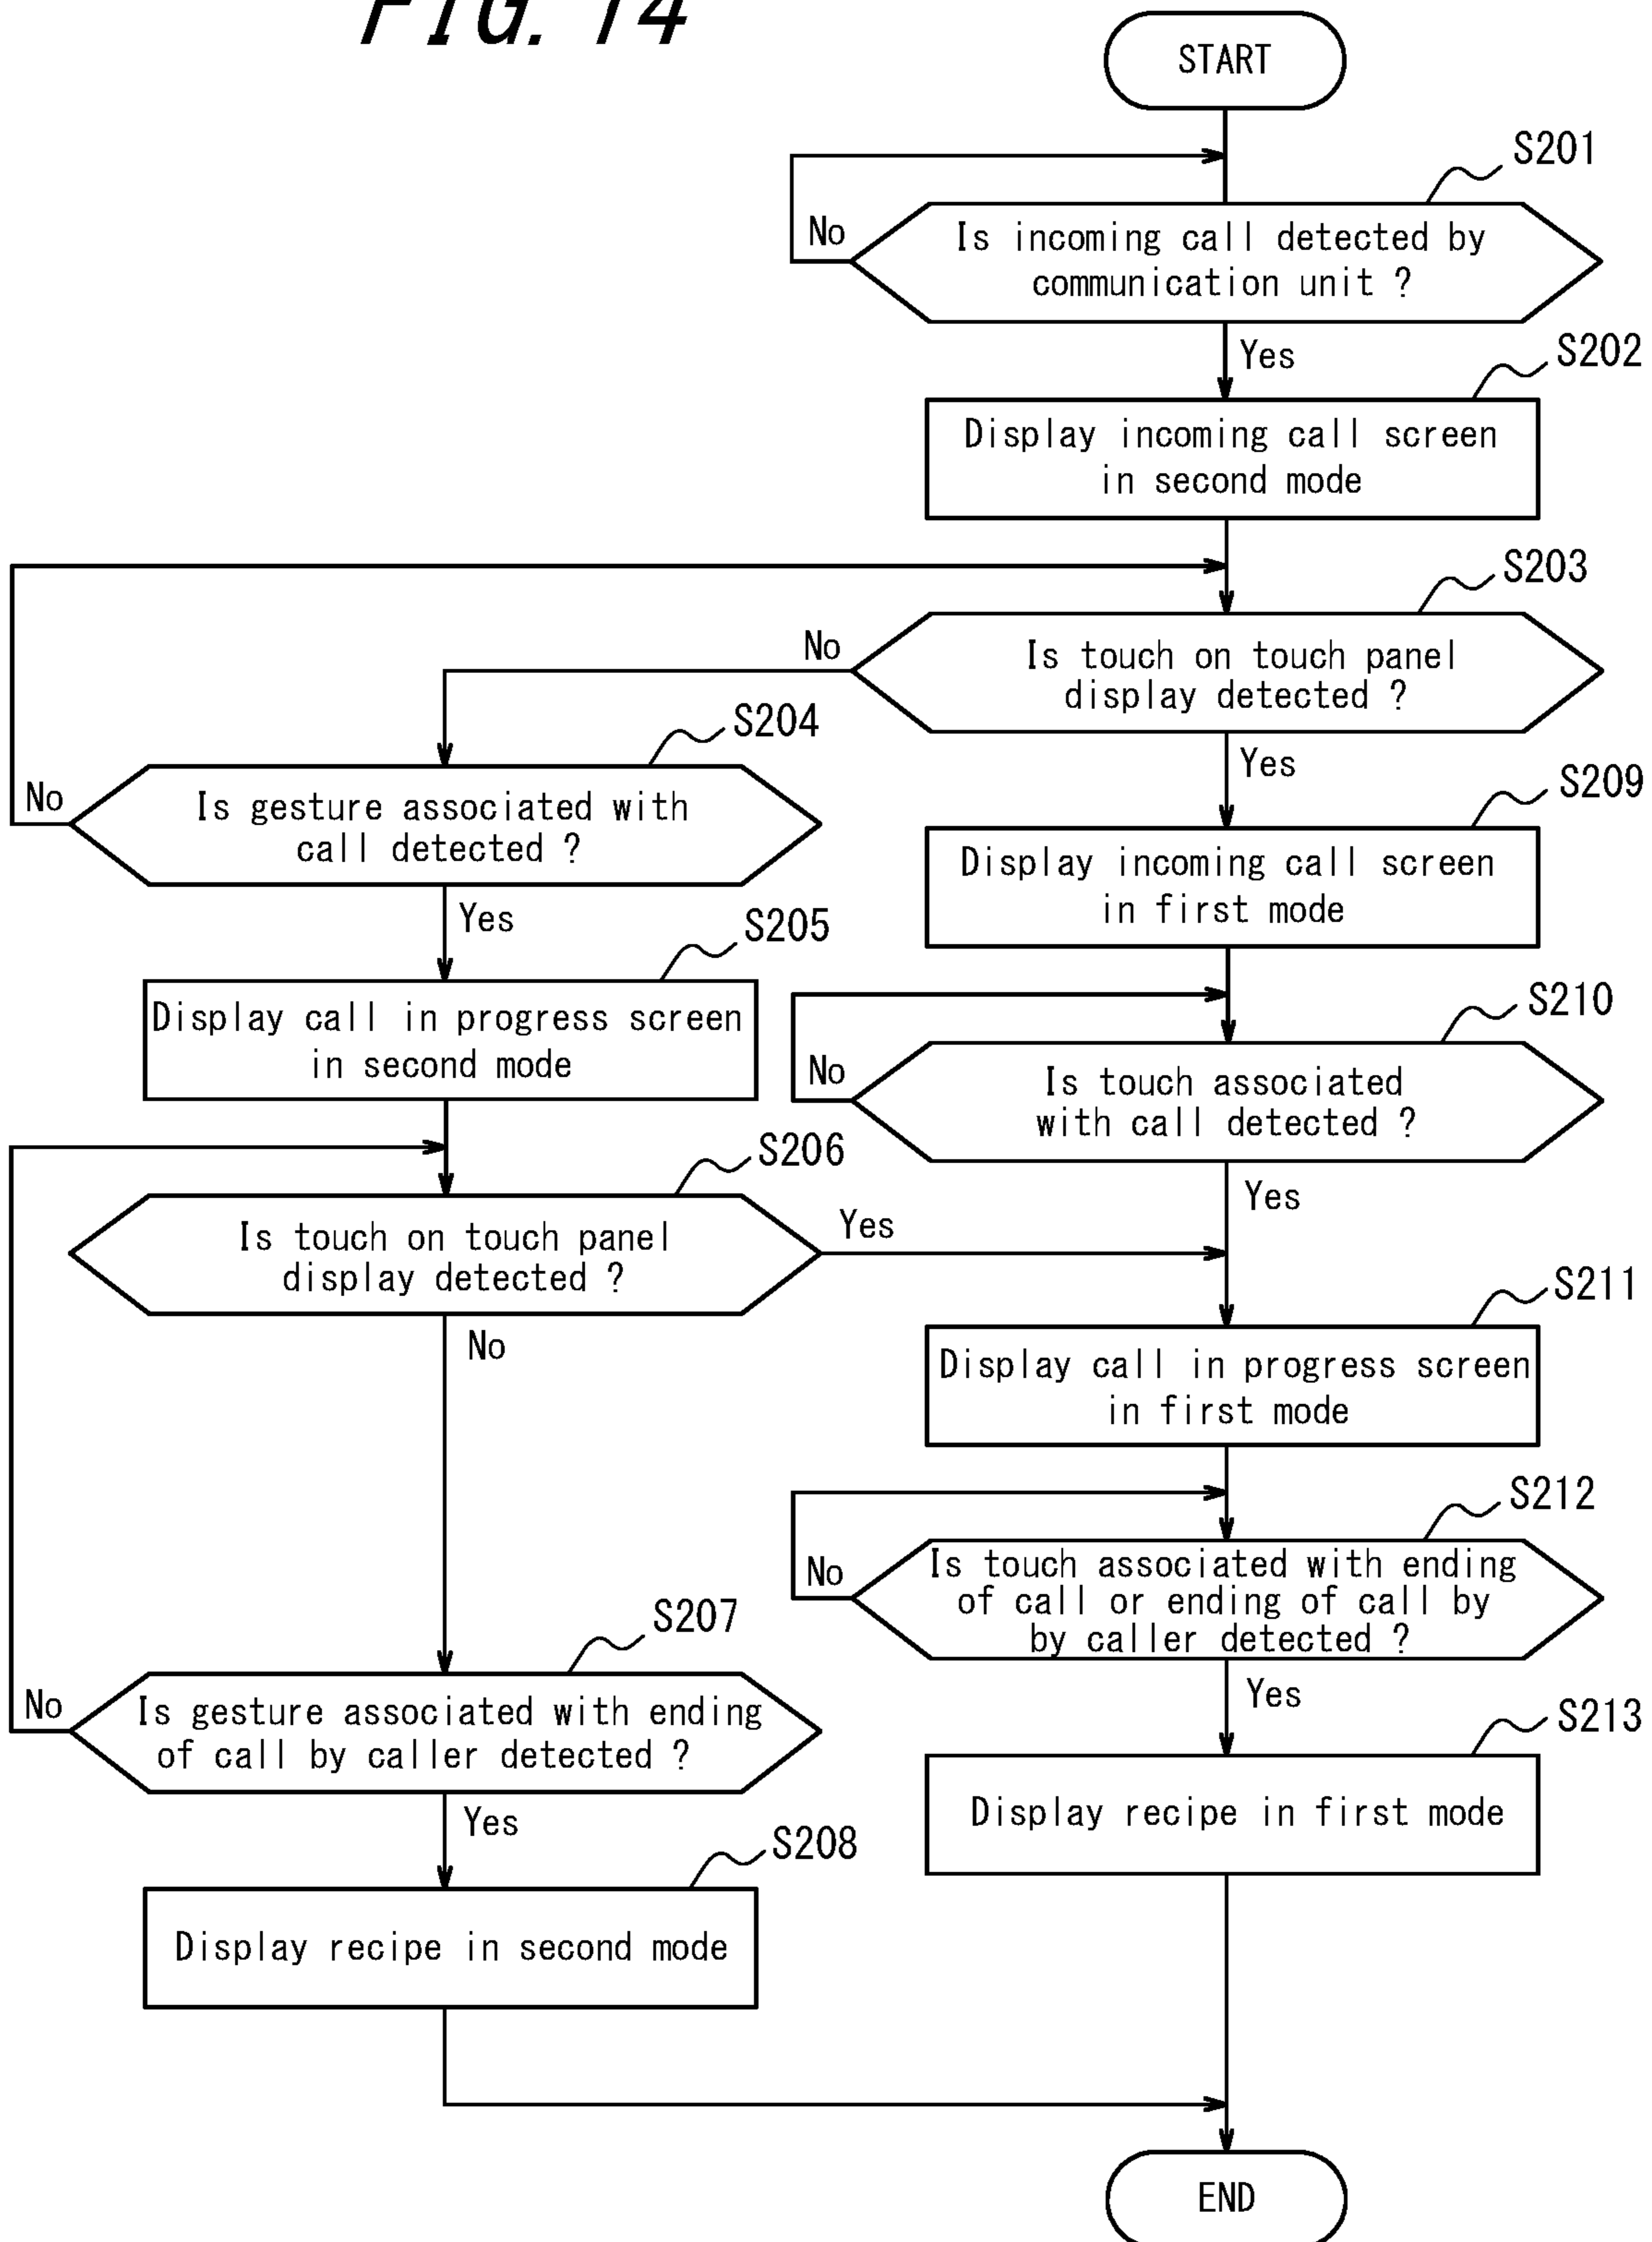 FIG. 14
START
S201
No
Is incoming call detected by
communication unit ?
Yes
S202
Display incoming call screen
in second mode
S203
No
Is touch on touch panel
display detected ?
Yes
S204
No
Is gesture associated with
call detected ?
Yes
S209
Display incoming call screen
in first mode
S205
Display call in progress screen
in second mode
S210
No
Is touch associated
with call detected ?
Yes
S206
Is touch on touch panel
display detected ?
Yes
No
S211
Display call in progress screen
in first mode
S212
No
Is touch associated with ending
of call or ending of call by
by caller detected ?
Yes
S207
No
Is gesture associated with ending
of call by caller detected ?
Yes
S213
Display recipe in first mode
S208
Display recipe in second mode
END